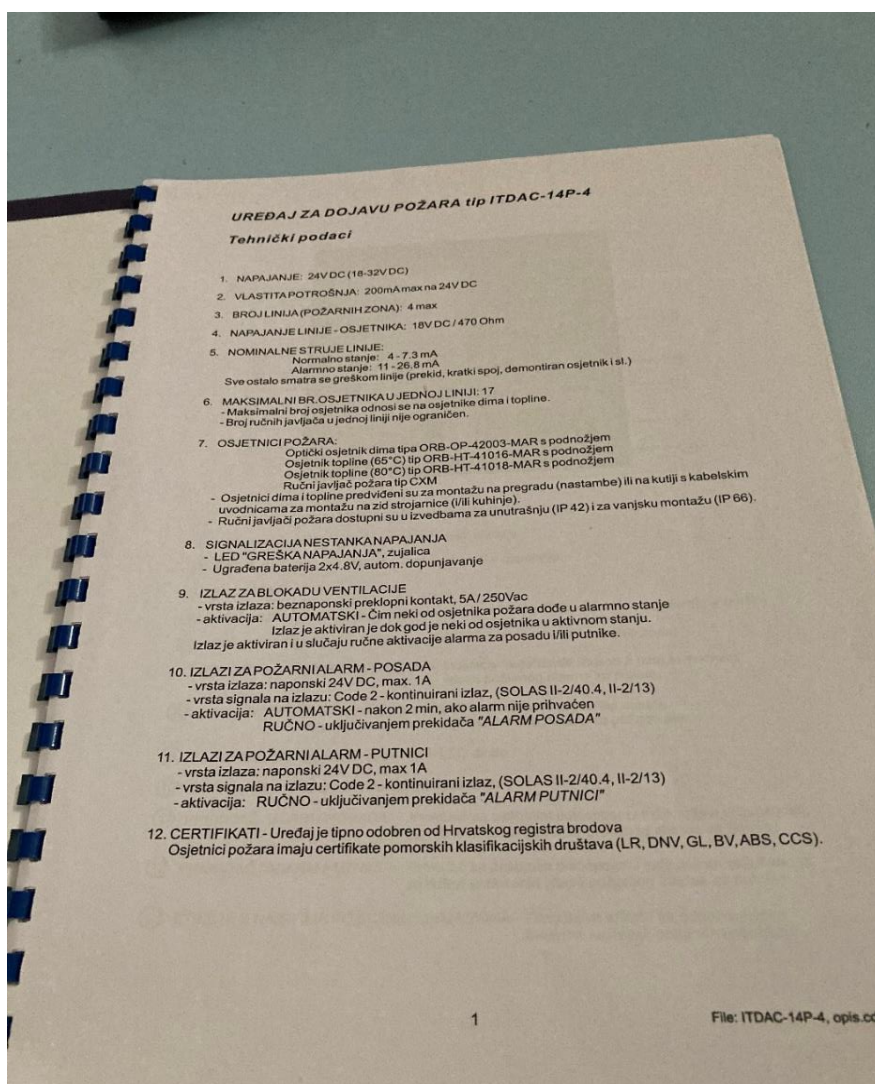 UREĐAJ ZA DOJAVU POŽARA tip ITDAC-14P-4
Tehnički podaci
1. NAPAJANJE: 24V DC (18-32V DC)
2. VLASTITA POTROŠNJA: 200mA max na 24V DC
3. BROJ LINIJA (POŽARNIH ZONA): 4 max
4. NAPAJANJE LINIJE - OSJETNIKA: 18V DC / 470 Ohm
5. NOMINALNE STRUJE LINIJE:
Normalno stanje: 4 - 7.3 mA
Alarmno stanje: 11 - 26.8 mA
Sve ostalo smatra se greškom linije (prekid, kratki spoj, demontiran osjetnik i sl.)
6. MAKSIMALNI BR. OSJETNIKA U JEDNOJ LINIJI: 17
- Maksimalni broj osjetnika odnosi se na osjetnike dima i topline.
- Broj ručnih javljača u jednoj liniji nije ograničen.
7. OSJETNICI POŽARA:
Optički osjetnik dima tipa ORB-OP-42003-MAR s podnožjem
Osjetnik topline (65°C) tip ORB-HT-41016-MAR s podnožjem
Osjetnik topline (80°C) tip ORB-HT-41018-MAR s podnožjem
Ručni javljač požara tip CXM
- Osjetnici dima i topline predviđeni su za montažu na pregradu (nastambe) ili na kutiji s kabelskim
uvodnicama za montažu na zid strojarnice (i/ili kuhinje).
- Ručni javljači požara dostupni su u izvedbama za unutrašnju (IP 42) i za vanjsku montažu (IP 66).
8. SIGNALIZACIJA NESTANKA NAPAJANJA
- LED "GREŠKA NAPAJANJA", zujalica
- Ugrađena baterija 2x4.8V, autom. dopunjavanje
9. IZLAZ ZA BLOKADU VENTILACIJE
- vrsta izlaza: beznaponski preklopni kontakt, 5A / 250Vac
- aktivacija: AUTOMATSKI - Čim neki od osjetnika požara dođe u alarmno stanje
Izlaz je aktiviran je dok god je neki od osjetnika u aktivnom stanju.
Izlaz je aktiviran i u slučaju ručne aktivacije alarma za posadu i/ili putnike.
10. IZLAZI ZA POŽARNI ALARM - POSADA
- vrsta izlaza: naponski 24V DC, max. 1A
- vrsta signala na izlazu: Code 2 - kontinuirani izlaz, (SOLAS II-2/40.4, II-2/13)
- aktivacija: AUTOMATSKI - nakon 2 min, ako alarm nije prihvaćen
RUČNO - uključivanjem prekidača "ALARM POSADA"
11. IZLAZI ZA POŽARNI ALARM - PUTNICI
- vrsta izlaza: naponski 24V DC, max 1A
- vrsta signala na izlazu: Code 2 - kontinuirani izlaz, (SOLAS II-2/40.4, II-2/13)
- aktivacija: RUČNO - uključivanjem prekidača "ALARM PUTNICI"
12. CERTIFIKATI - Uređaj je tipno odobren od Hrvatskog registra brodova
Osjetnici požara imaju certifikate pomorskih klasifikacijskih društava (LR, DNV, GL, BV, ABS, CCS).
1
File: ITDAC-14P-4, opis.cd